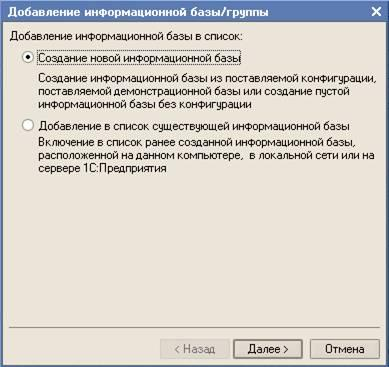 Добавление информационной базы/группы
Добавление информационной базы в список:
Создание новой информационной базы
Создание информационной базы из поставляемой конфигурации,
поставляемой демонстрационной базы или создание пустой
информационной базы без конфигурации
Добавление в список существующей информационной базы
Включение в список ранее созданной информационной базы,
расположенной на данном компьютере, в локальной сети или на
сервере 1С:Предприятия
< Назад Далее > Отмена